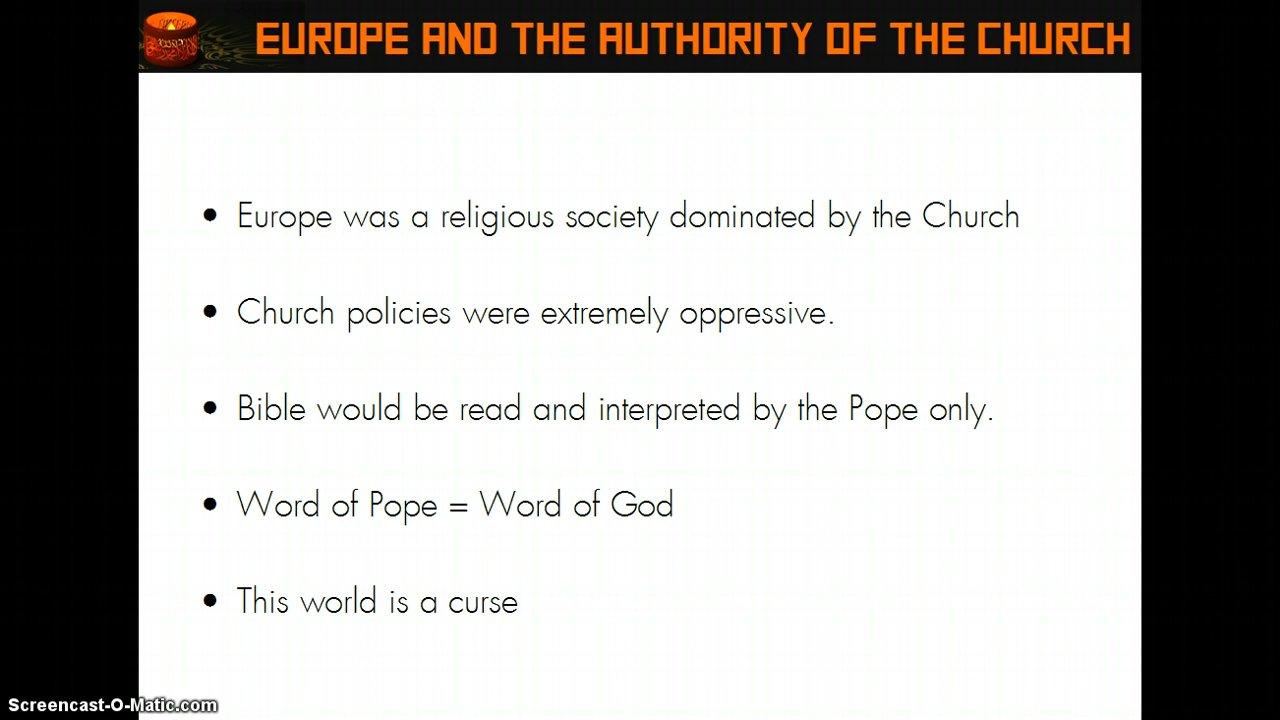 EUROPE AND THE AUTHORITY OF THE CHURCH
• Europe was a religious society dominated by the Church
• Church policies were extremely oppressive.
• Bible would be read and interpreted by the Pope only.
• Word of Pope = Word of God
• This world is a curse
Screencast-O-Matic.com